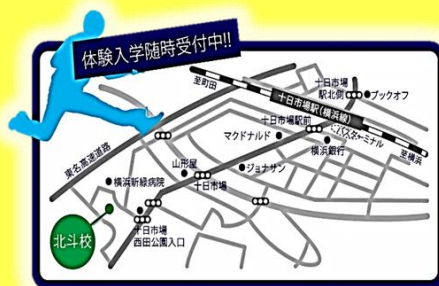 体験入学随時受付中!!
至町田
十日市場
駅北側
ブックオフ
十日市場駅(横浜線)
十日市場駅前
バスターミナル
マクドナルド
横浜銀行
至横浜
東名高速道路
山形屋
ジョナサン
横浜新緑病院
十日市場
北斗校
十日市場
西田公園入口